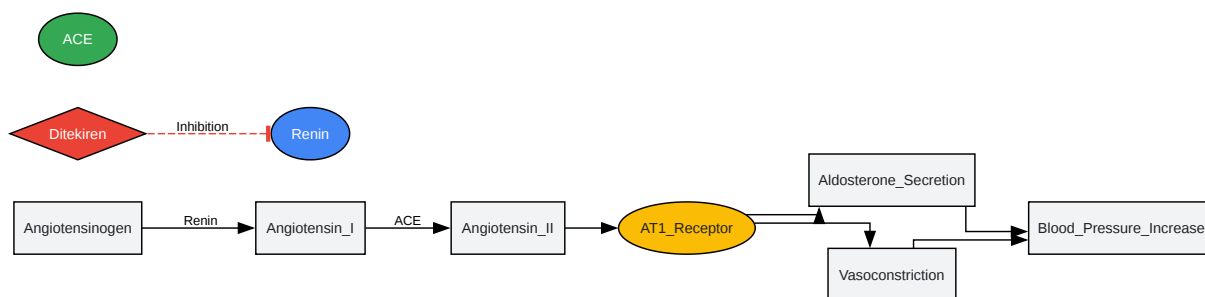 ACE
Ditekiren
Inhibition
Renin
Angiotensinogen
Renin
Angiotensin_I
ACE
Angiotensin_II
AT1_Receptor
Aldosterone_Secretion
Vasoconstriction
Blood_Pressure_Increase